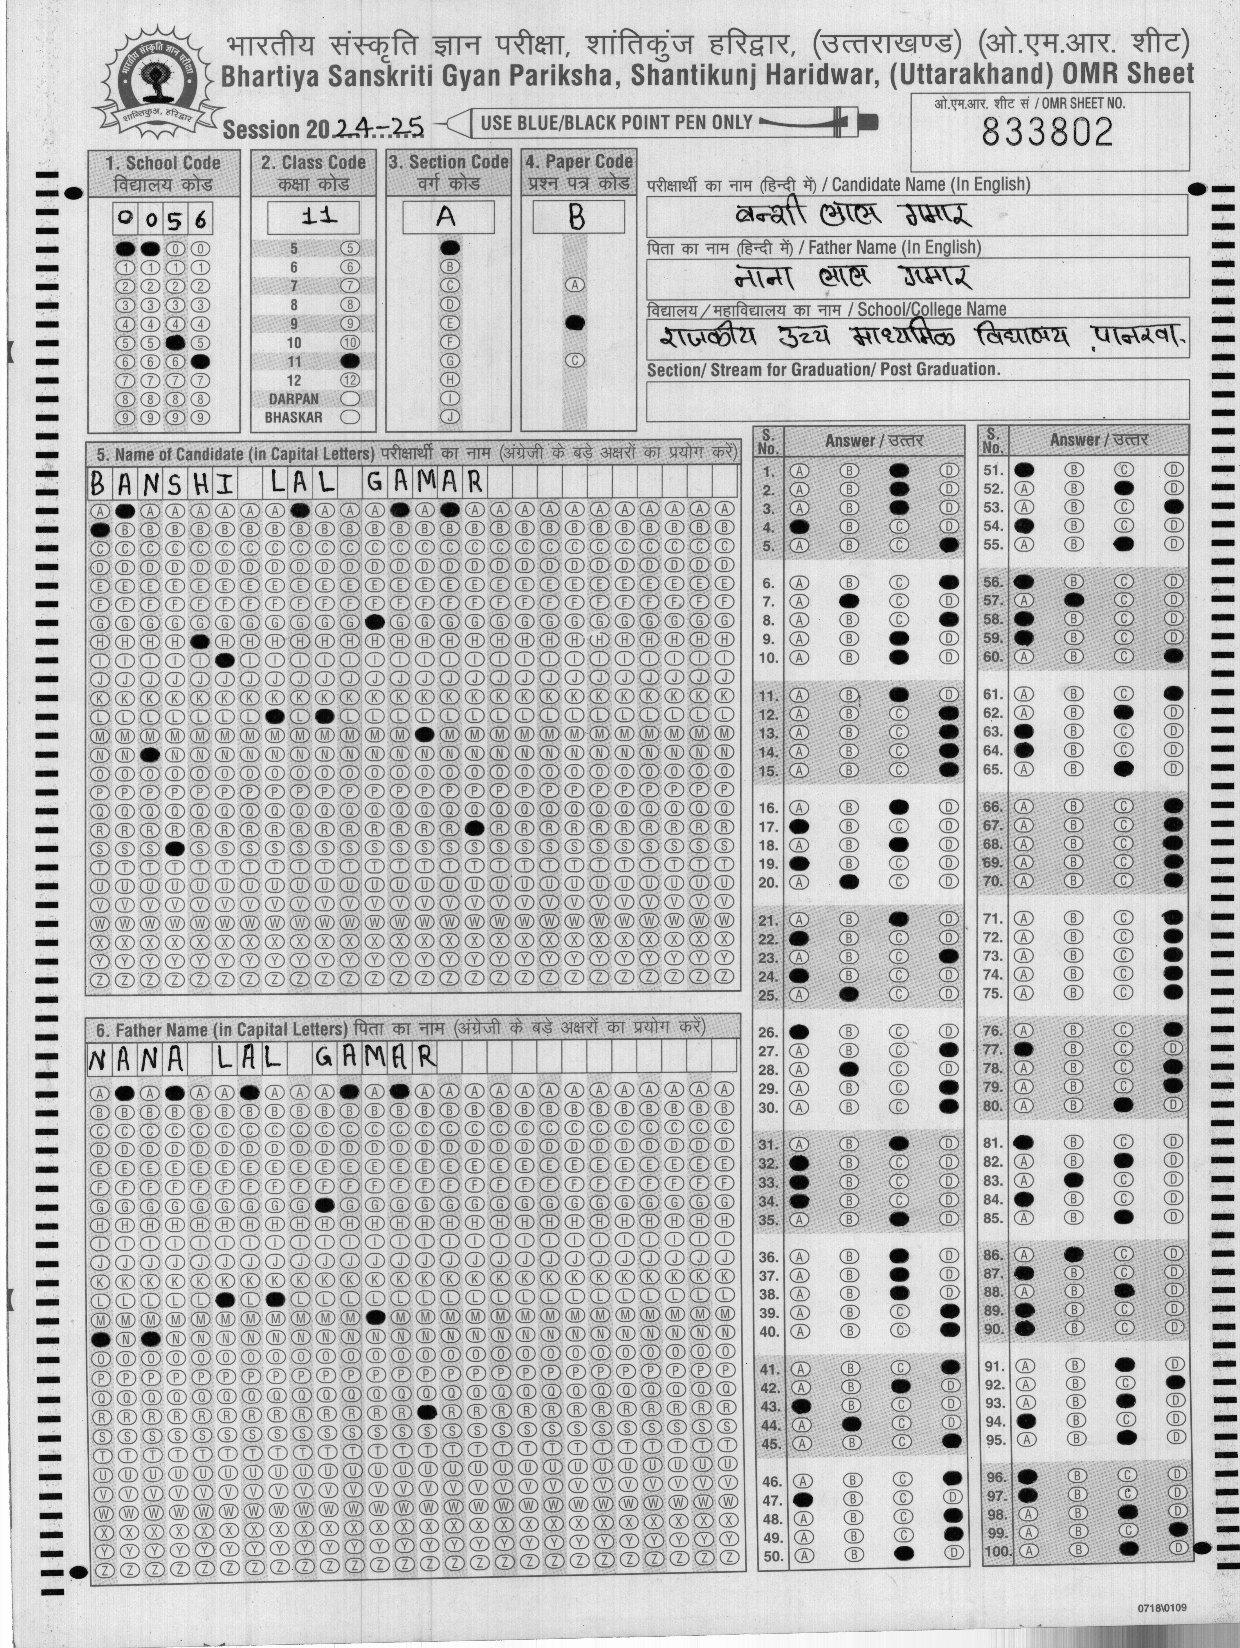 भारतीय संस्कृति ज्ञान परीक्षा, शांतिकुंज हरिद्वार, (उत्तराखण्ड) (ओ.एम.आर. शीट)
Bhartiya Sanskriti Gyan Pariksha, Shantikunj Haridwar, (Uttarakhand) OMR Sheet
Session 2024-25
USE BLUE/BLACK POINT PEN ONLY
ओ.एम.आर. शीट सं / OMR SHEET NO.
833802
1. School Code
विद्यालय कोड
0056
2. Class Code
कक्षा कोड
11
5
6
7
8
9
10
11
12
DARPAN
BHASKAR
3. Section Code
वर्ग कोड
A
4. Paper Code
प्रश्न पत्र कोड
B
परीक्षार्थी का नाम (हिन्दी में) / Candidate Name (In English)
बन्शी लाल गमार
पिता का नाम (हिन्दी में) / Father Name (In English)
नाना लाल गमार
विद्यालय / महाविद्यालय का नाम / School/College Name
राजकीय उच्च माध्यमिक विद्यालय पानरवा.
Section/ Stream for Graduation/ Post Graduation.
5. Name of Candidate (in Capital Letters) परीक्षार्थी का नाम (अंग्रेजी के बड़े अक्षरों का प्रयोग करें)
BANSHI LAL GAMAR
6. Father Name (in Capital Letters) पिता का नाम (अंग्रेजी के बड़े अक्षरों का प्रयोग करें)
NANA LAL GAMAR
S. No. Answer / उत्तर
S. No. Answer / उत्तर
0718\0109